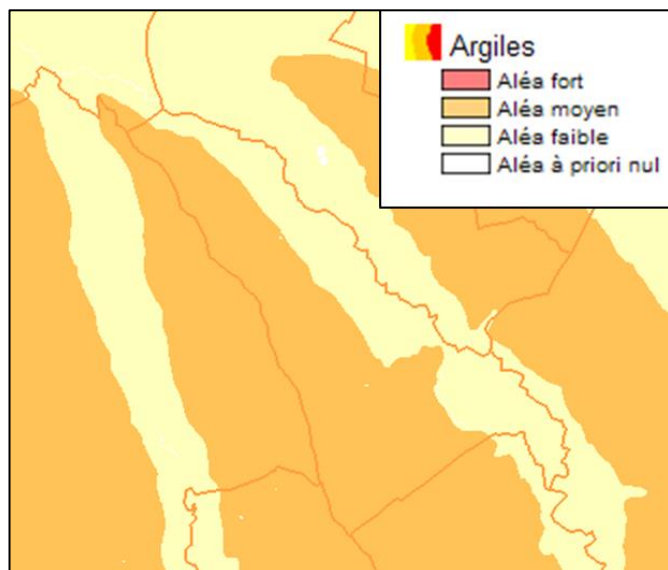 Argiles
Aléa fort
Aléa moyen
Aléa faible
Aléa à priori nul